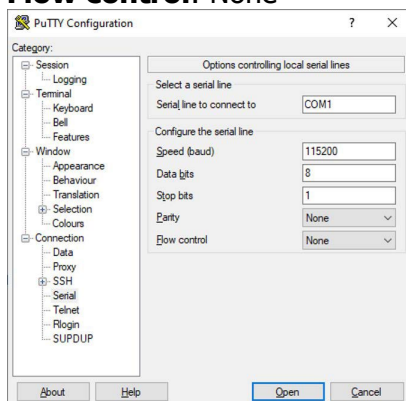 Flow Control: None
PuTTY Configuration ? ×
Category:
Session
Logging
Terminal
Keyboard
Bell
Features
Window
Appearance
Behaviour
Translation
Selection
Colours
Connection
Data
Proxy
SSH
Serial
Telnet
Rlogin
SUPDUP
Options controlling local serial lines
Select a serial line
Serial line to connect to COM1
Configure the serial line
Speed (baud) 115200
Data bits 8
Stop bits 1
Parity None
Flow control None
About Help Open Cancel